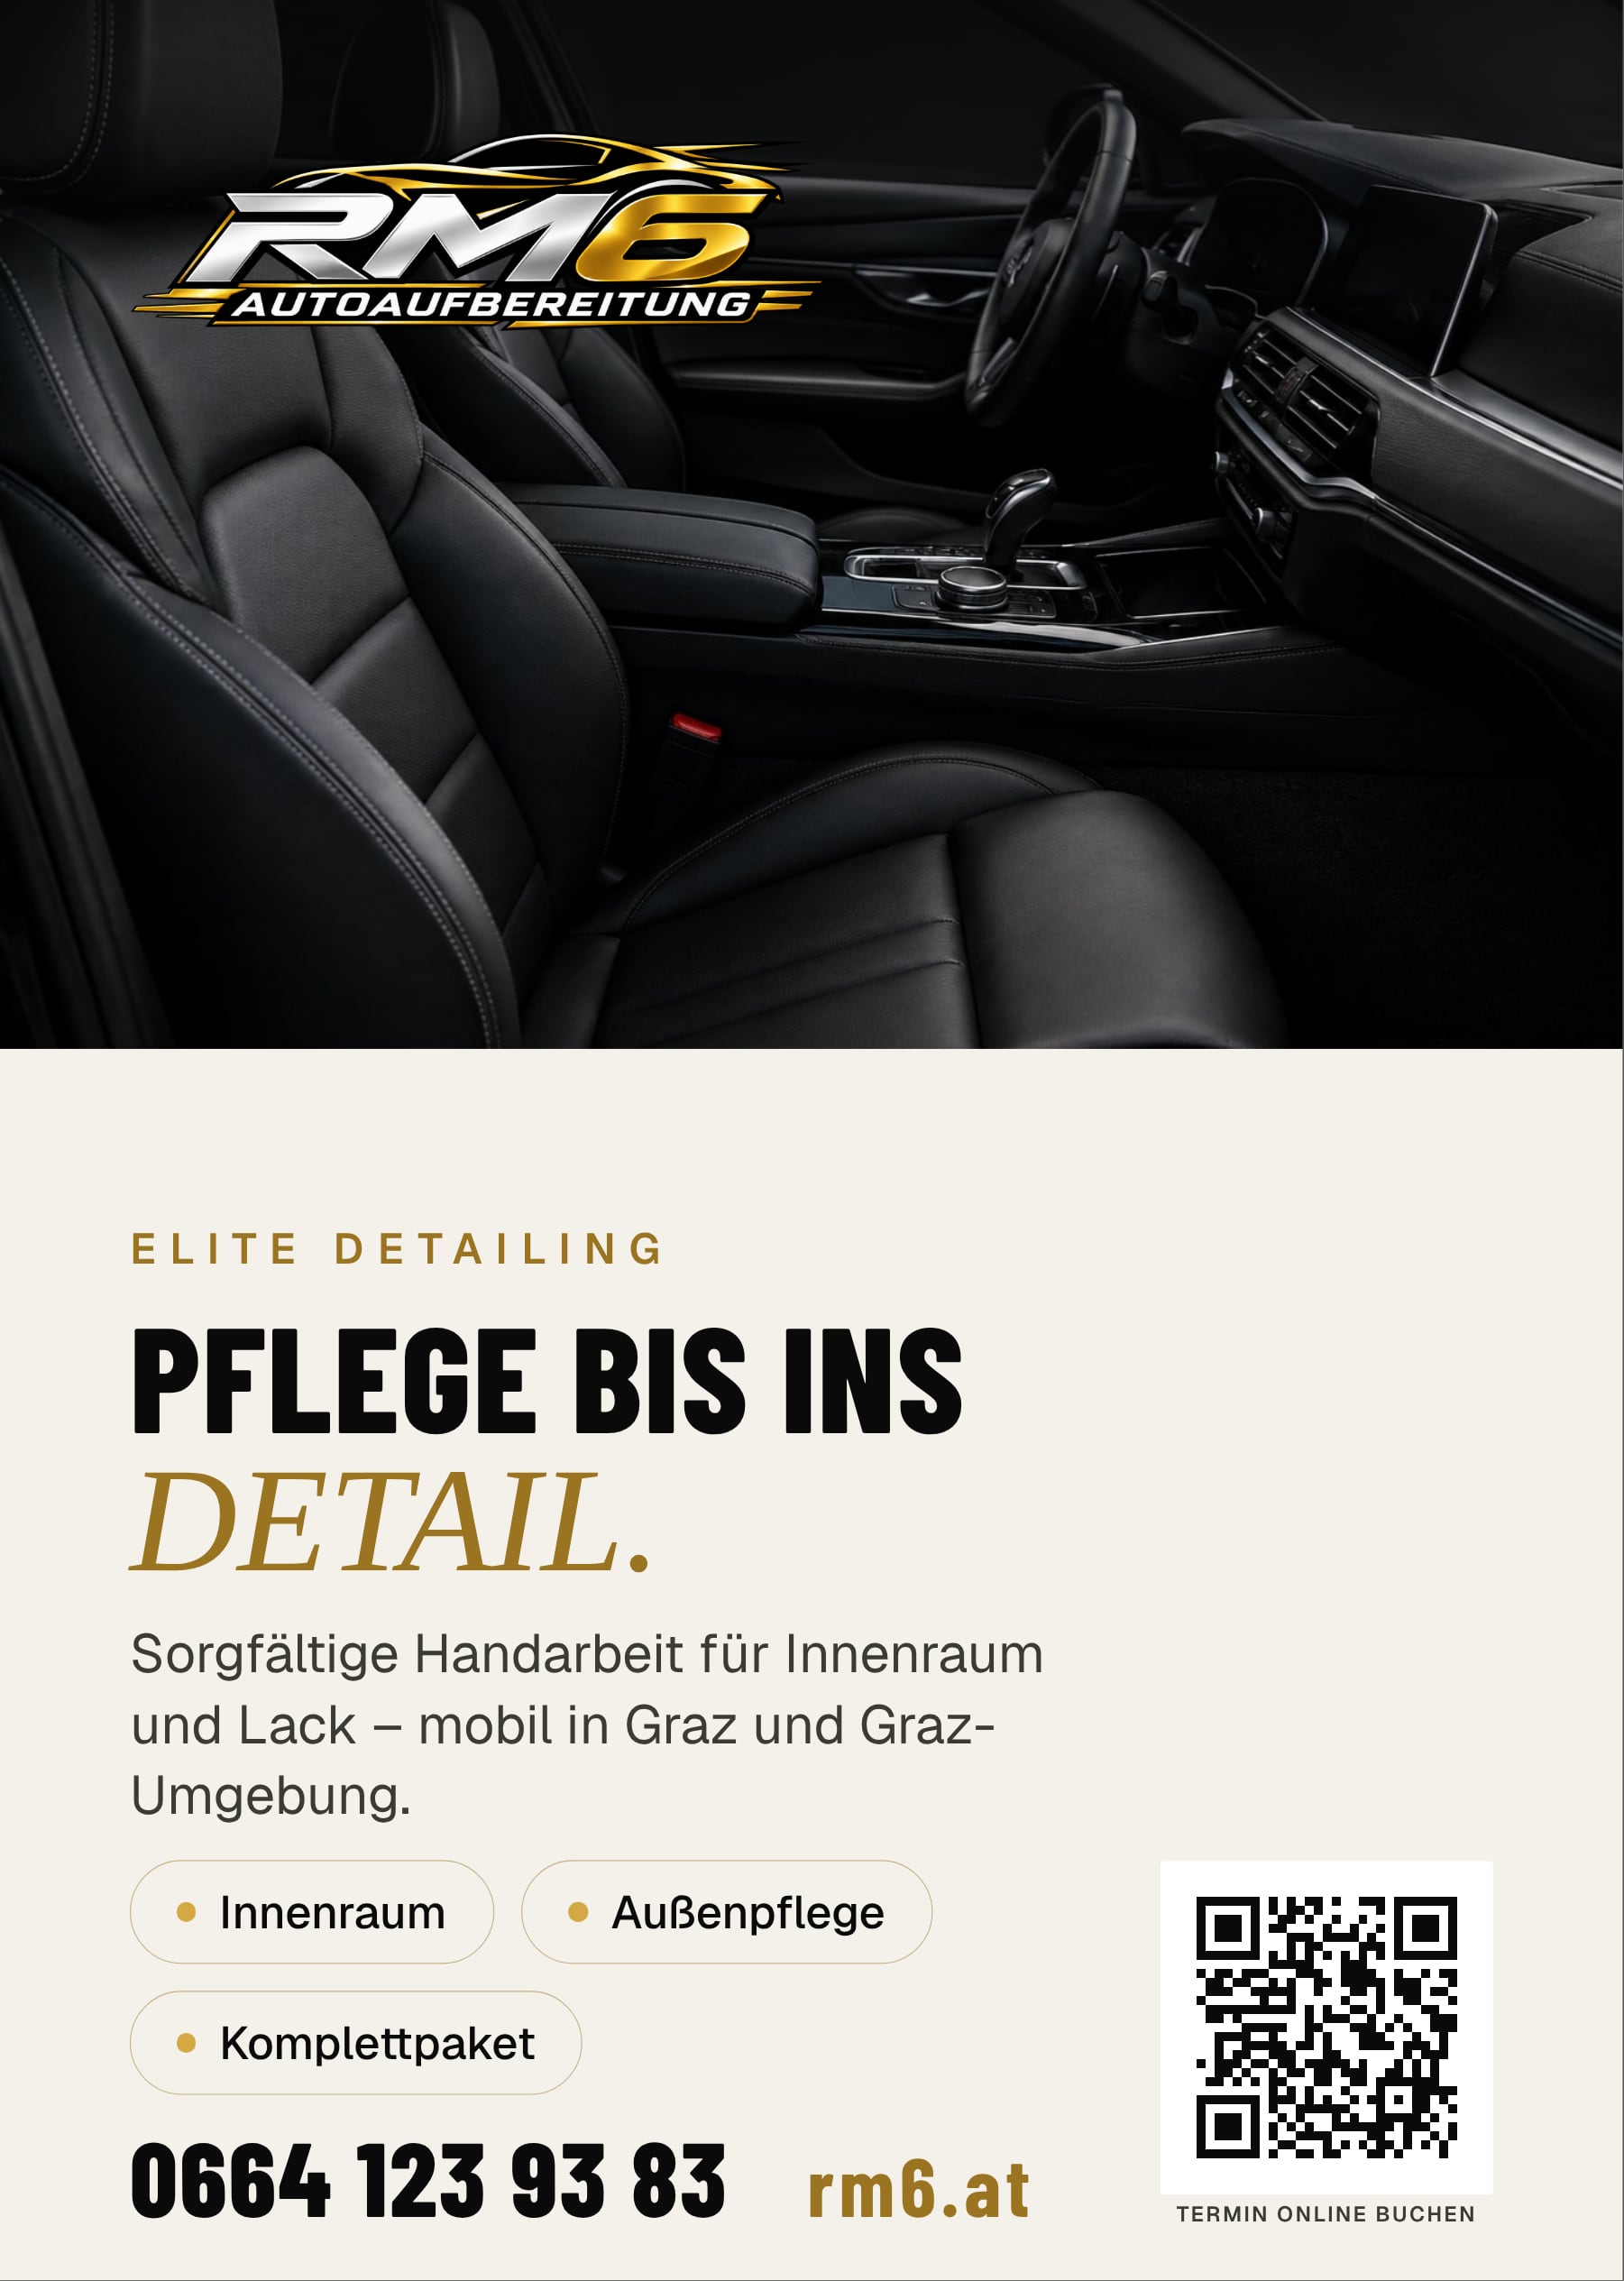 RM6
AUTOAUFBEREITUNG
ELITE DETAILING
PFLEGE BIS INS
DETAIL.
Sorgfältige Handarbeit für Innenraum
und Lack – mobil in Graz und Graz-
Umgebung.
Innenraum
Außenpflege
Komplettpaket
0664 123 93 83
rm6.at
TERMIN ONLINE BUCHEN